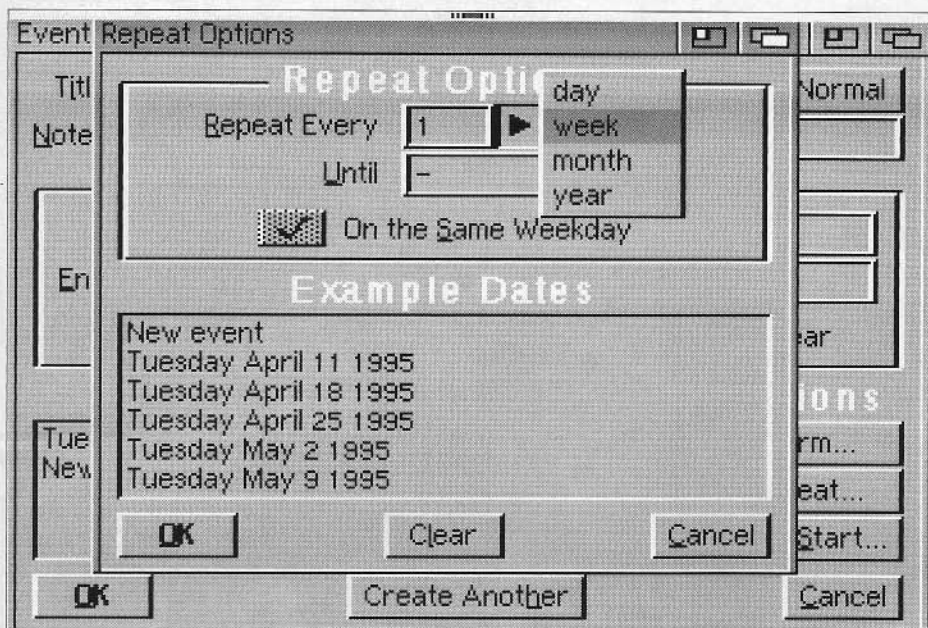 Event
Repeat Options
Titl
Normal
Note
Repeat Opti
Repeat Every 1
day
week
month
year
Until –
On the Same Weekday
En
ear
Example Dates
New event
Tuesday April 11 1995
Tuesday April 18 1995
Tuesday April 25 1995
Tuesday May 2 1995
Tuesday May 9 1995
ions
Tue
New
rm...
eat...
Start...
OK
Clear
Cancel
OK
Create Another
Cancel